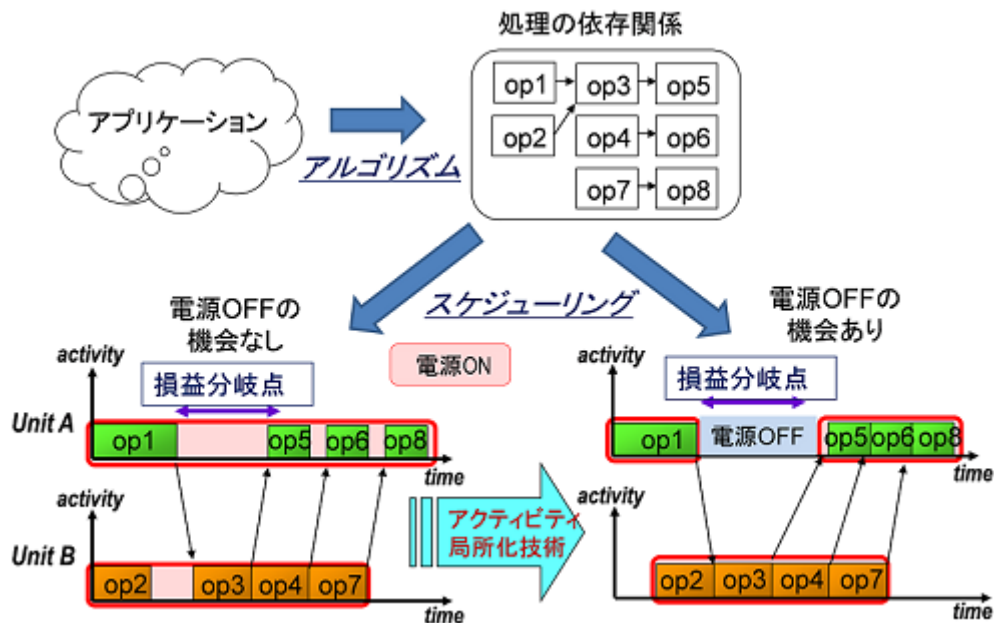 処理の依存関係
アプリケーション
アルゴリズム
op1 op3 op5
op2 op4 op6
op7 op8
スケジューリング
電源OFFの
機会なし
電源ON
activity
損益分岐点
Unit A
op1 op5 op6 op8
time
activity
Unit B
op2 op3 op4 op7
time
アクティビティ
局所化技術
電源OFFの
機会あり
activity
損益分岐点
op1 電源OFF op5 op6 op8
time
activity
op2 op3 op4 op7
time